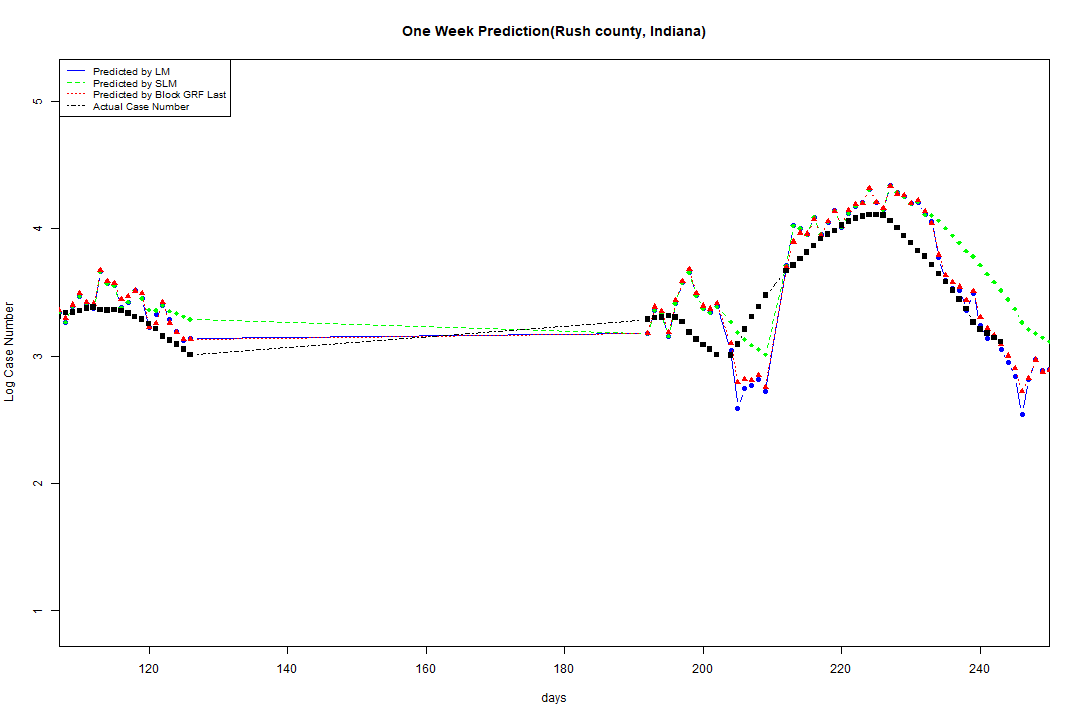 One Week Prediction(Rush county, Indiana)
Predicted by LM
Predicted by SLM
Predicted by Block GRF Last
Actual Case Number
5
4
3
2
1
Log Case Number
120 140 160 180 200 220 240
days